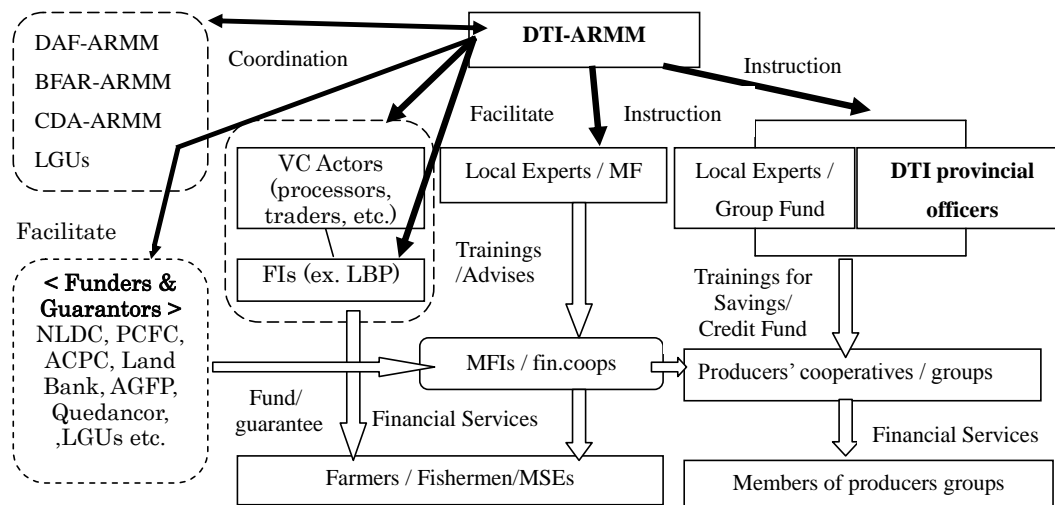 DTI-ARMM
DAF-ARMM
BFAR-ARMM
CDA-ARMM
LGUs
Coordination
Facilitate
Instruction
Instruction
VC Actors
(processors,
traders, etc.)
FIs (ex. LBP)
Local Experts / MF
Local Experts /
Group Fund
DTI provincial
officers
Facilitate
< Funders &
Guarantors >
NLDC, PCFC,
ACPC, Land
Bank, AGFP,
Quedancor,
,LGUs etc.
Trainings
/Advises
Trainings for
Savings/
Credit Fund
MFIs / fin.coops
Producers’ cooperatives / groups
Fund/
guarantee
Financial Services
Financial Services
Farmers / Fishermen/MSEs
Members of producers groups